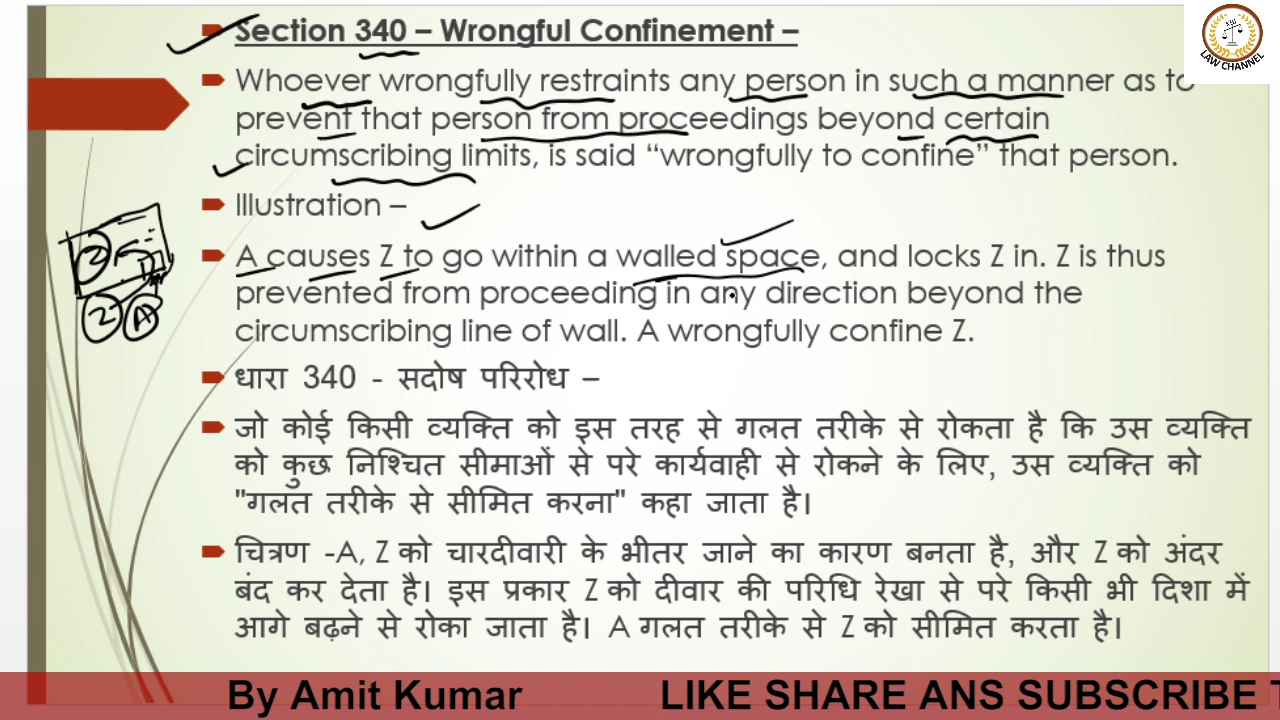 Section 340 – Wrongful Confinement –
Whoever wrongfully restraints any person in such a manner as to
prevent that person from proceedings beyond certain
circumscribing limits, is said “wrongfully to confine” that person.
Illustration –
A causes Z to go within a walled space, and locks Z in. Z is thus
prevented from proceeding in any direction beyond the
circumscribing line of wall. A wrongfully confine Z.
धारा 340 - सदोष परिरोध –
जो कोई किसी व्यक्ति को इस तरह से गलत तरीके से रोकता है कि उस व्यक्ति
को कुछ निश्चित सीमाओं से परे कार्यवाही से रोकने के लिए, उस व्यक्ति को
"गलत तरीके से सीमित करना" कहा जाता है।
चित्रण -A, Z को चारदीवारी के भीतर जाने का कारण बनता है, और Z को अंदर
बंद कर देता है। इस प्रकार Z को दीवार की परिधि रेखा से परे किसी भी दिशा में
आगे बढ़ने से रोका जाता है। A गलत तरीके से Z को सीमित करता है।
LAW CHANNEL
Z
Z A
By Amit Kumar LIKE SHARE ANS SUBSCRIBE